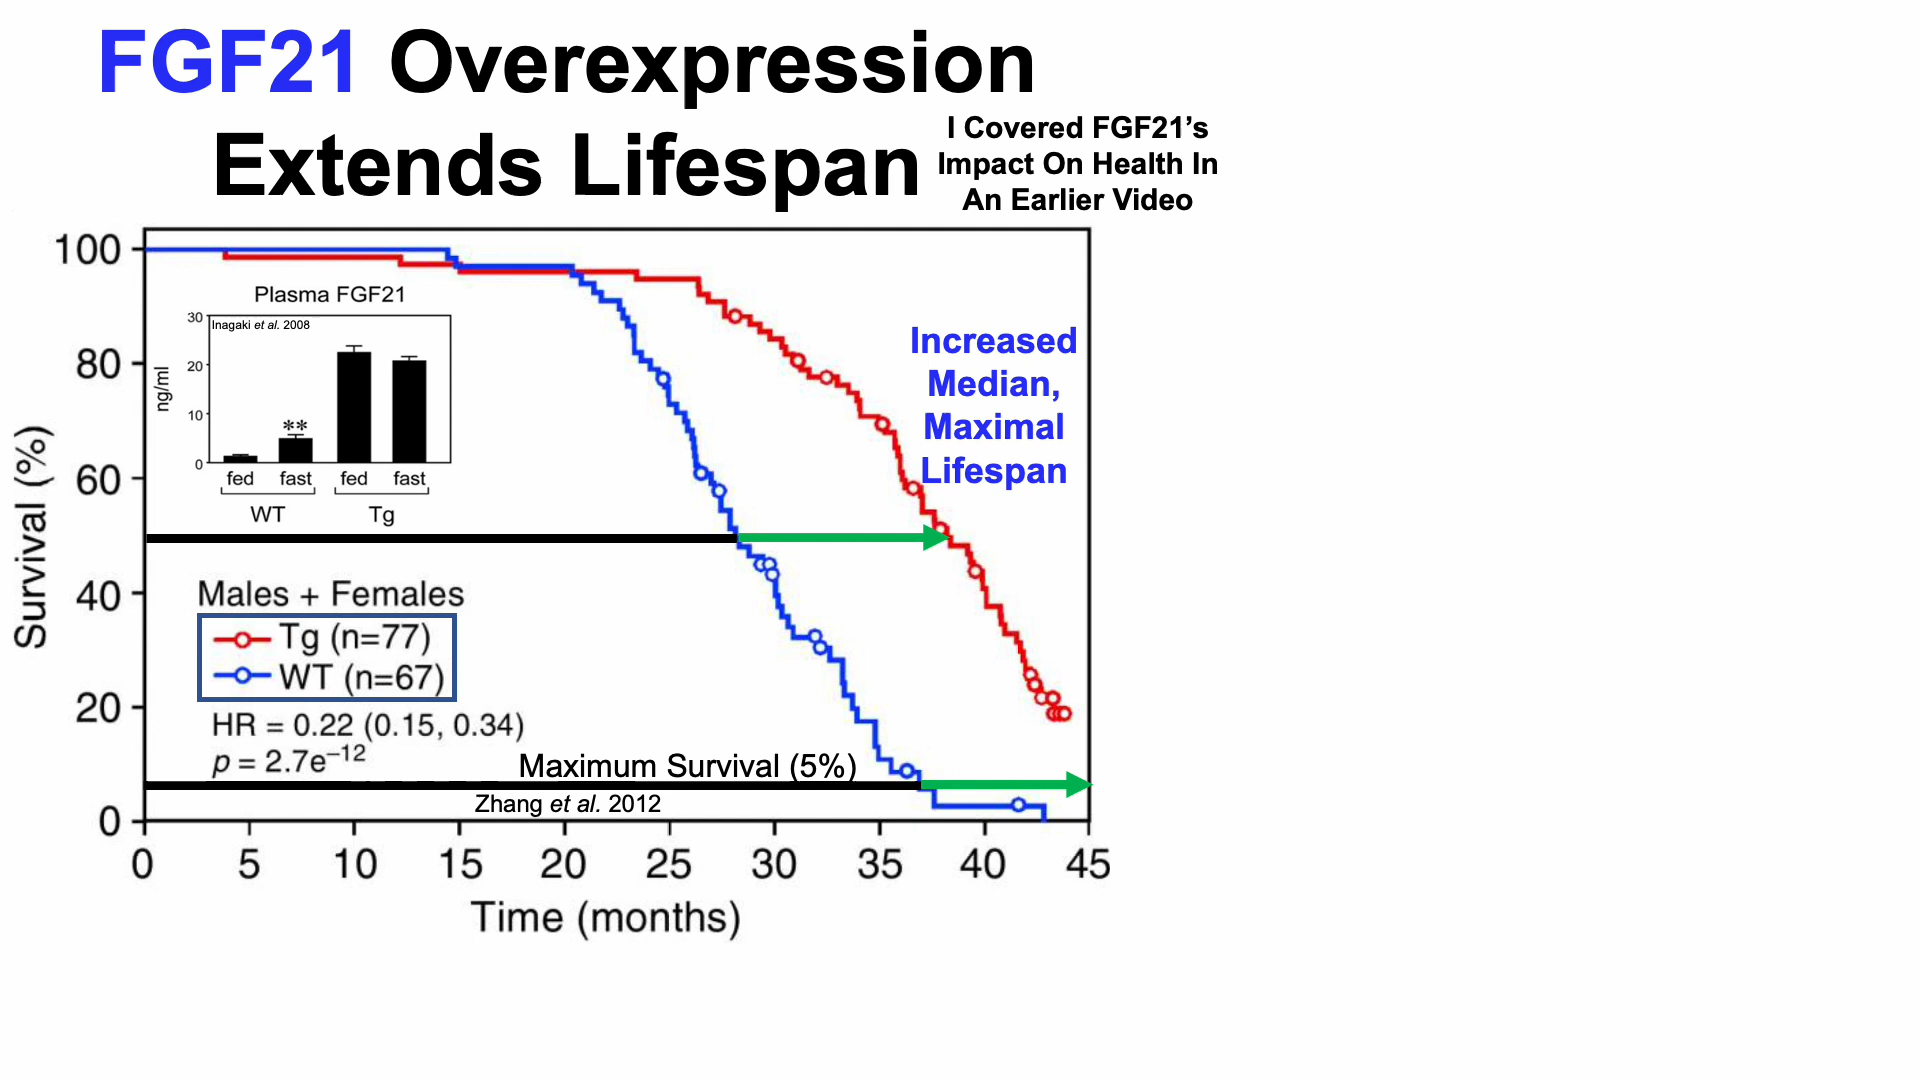 FGF21 Overexpression
Extends Lifespan
I Covered FGF21’s
Impact On Health In
An Earlier Video
Survival (%)
100
80
60
40
20
0
Plasma FGF21
Inagaki et al. 2008
ng/ml
30
20
10
0
**
fed fast fed fast
WT Tg
Increased
Median,
Maximal
Lifespan
Males + Females
Tg (n=77)
WT (n=67)
HR = 0.22 (0.15, 0.34)
p = 2.7e⁻¹²
Maximum Survival (5%)
Zhang et al. 2012
0 5 10 15 20 25 30 35 40 45
Time (months)